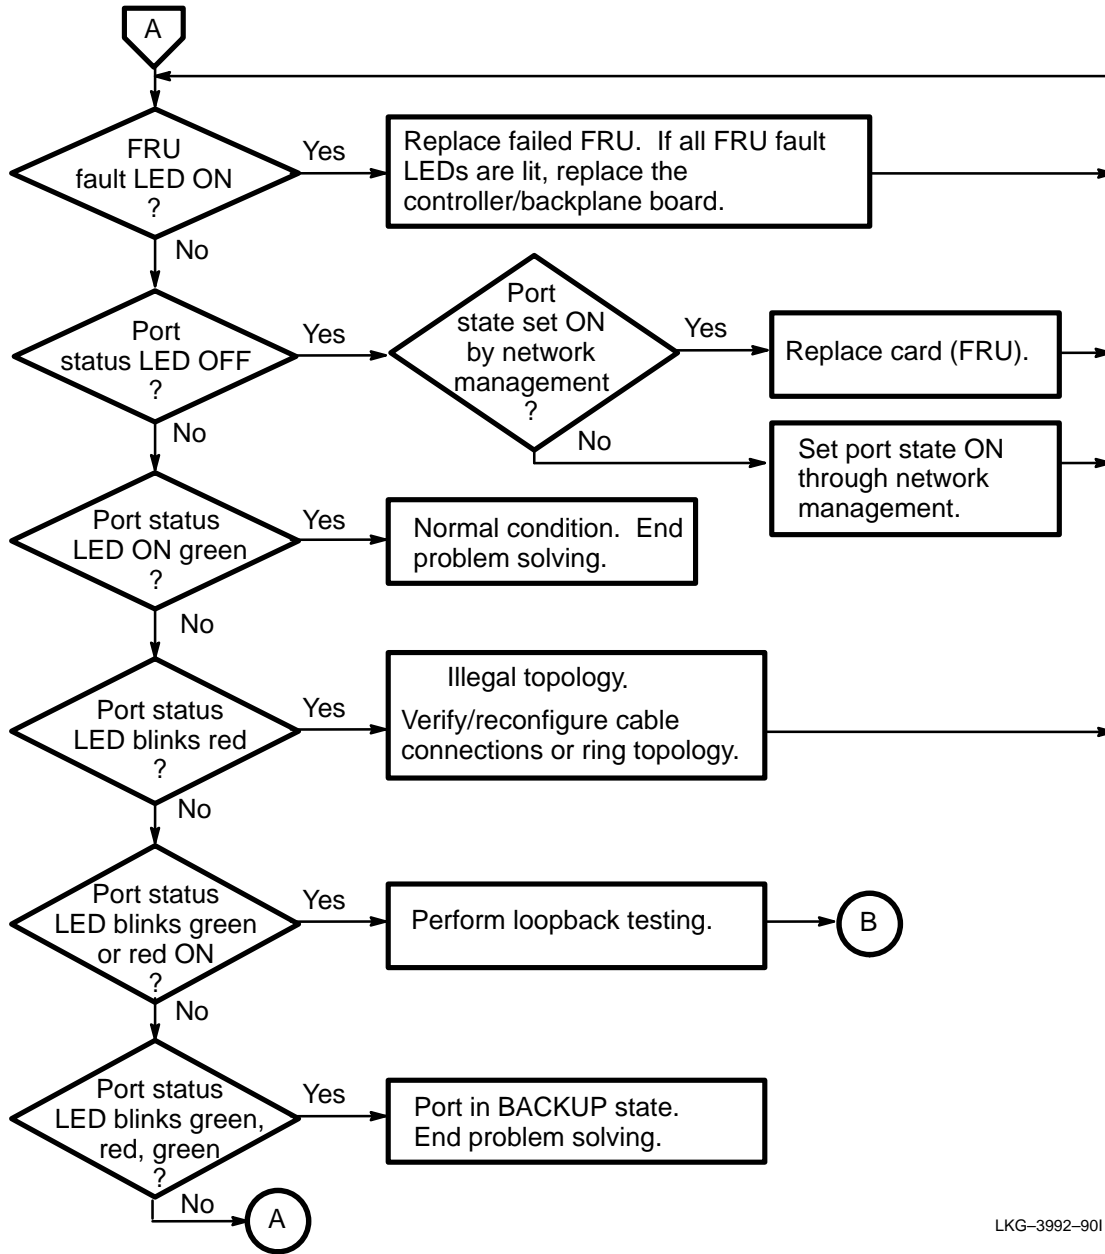 A
FRU
fault LED ON
?
Yes
Replace failed FRU.  If all FRU fault
LEDs are lit, replace the
controller/backplane board.
No
Port
status LED OFF
?
Yes
Port
state set ON
by network
management
?
Yes
Replace card (FRU).
No
Set port state ON
through network
management.
No
Port status
LED ON green
?
Yes
Normal condition.  End
problem solving.
No
Port status
LED blinks red
?
Yes
Illegal topology.
Verify/reconfigure cable
connections or ring topology.
No
Port status
LED blinks green
or red ON
?
Yes
Perform loopback testing.
B
No
Port status
LED blinks green,
red, green
?
Yes
Port in BACKUP state.
End problem solving.
No
A
LKG–3992–90I